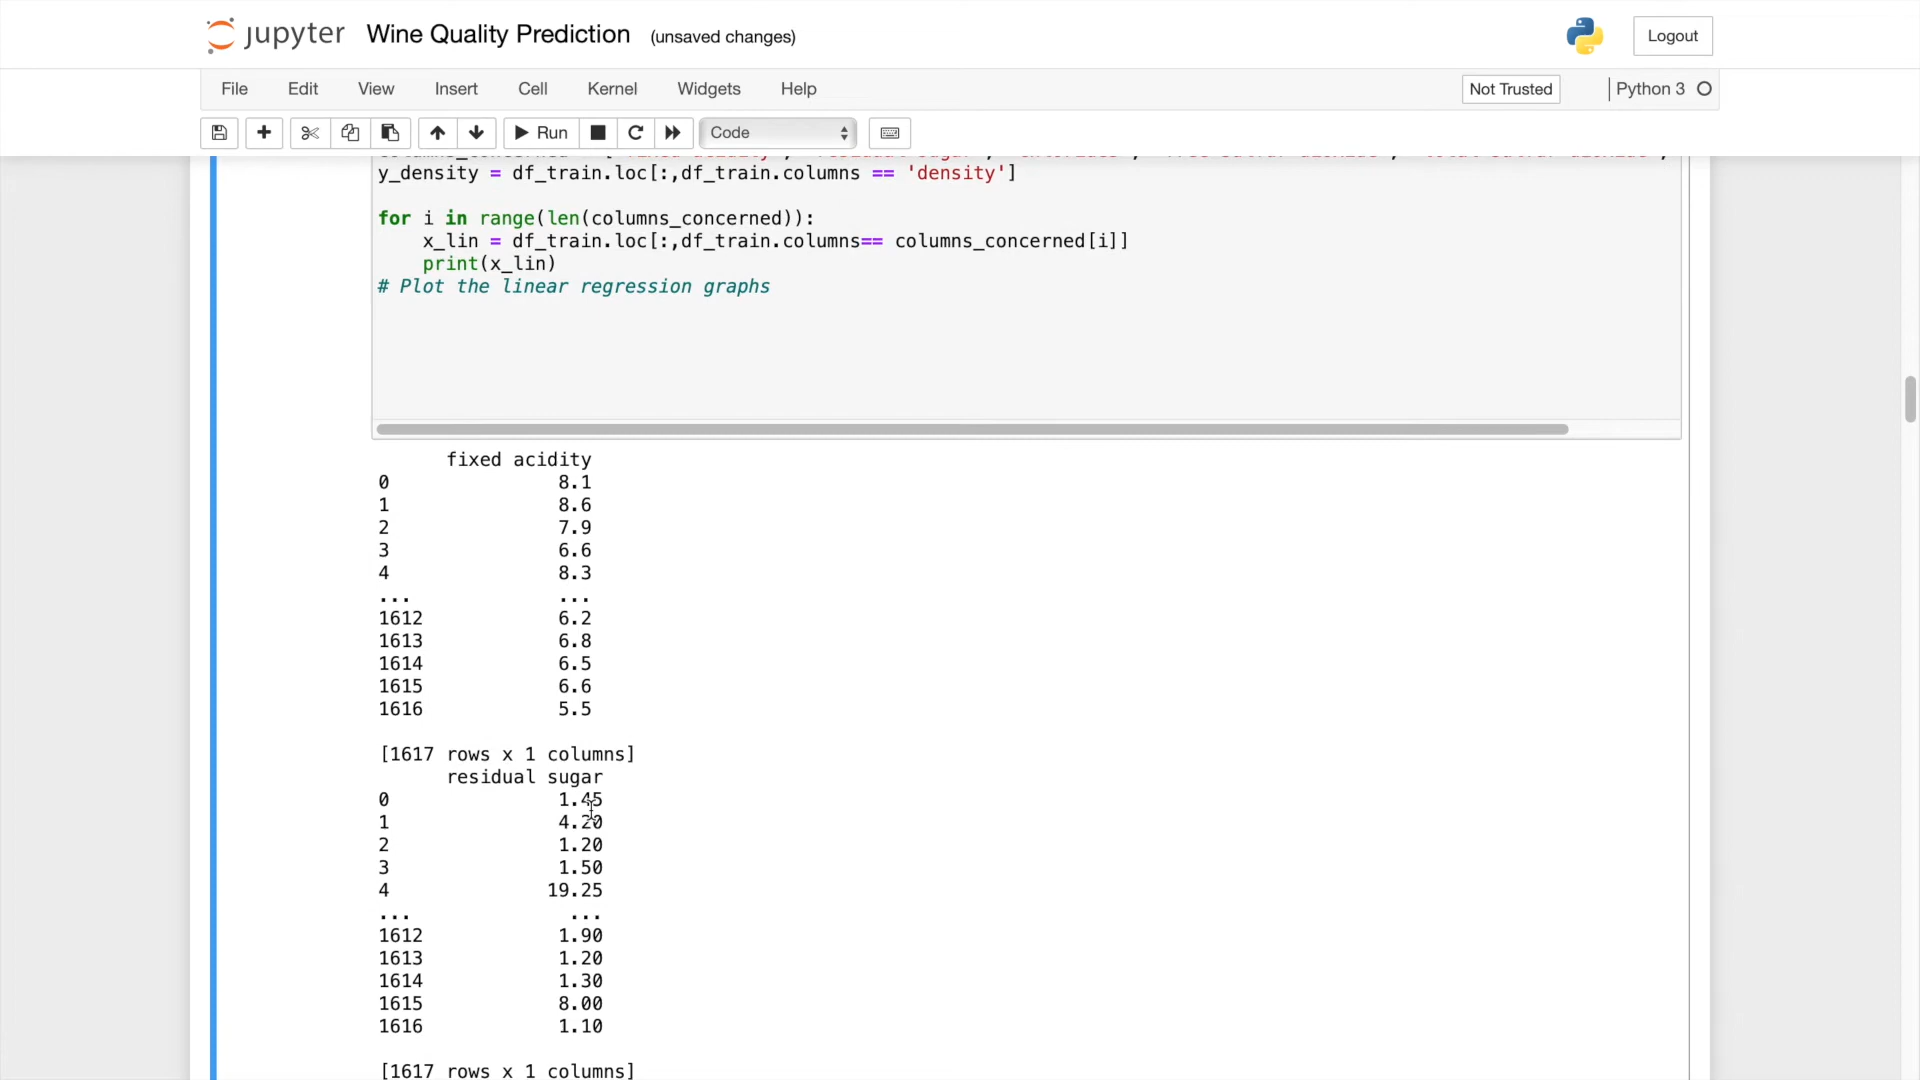 jupyter Wine Quality Prediction (unsaved changes) Logout
File Edit View Insert Cell Kernel Widgets Help Not Trusted Python 3
Run Code
y_density = df_train.loc[:,df_train.columns == 'density']
for i in range(len(columns_concerned)):
    x_lin = df_train.loc[:,df_train.columns== columns_concerned[i]]
    print(x_lin)
# Plot the linear regression graphs
fixed acidity
0 8.1
1 8.6
2 7.9
3 6.6
4 8.3
... ...
1612 6.2
1613 6.8
1614 6.5
1615 6.6
1616 5.5
[1617 rows x 1 columns]
residual sugar
0 1.45
1 4.20
2 1.20
3 1.50
4 19.25
... ...
1612 1.90
1613 1.20
1614 1.30
1615 8.00
1616 1.10
[1617 rows x 1 columns]